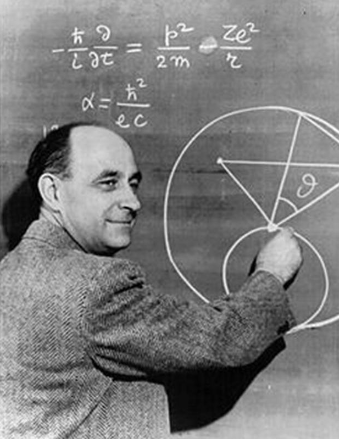 -ħ/i ∂/∂t = p²/2m - Ze²/r
α = ħ²/ec
ϑ